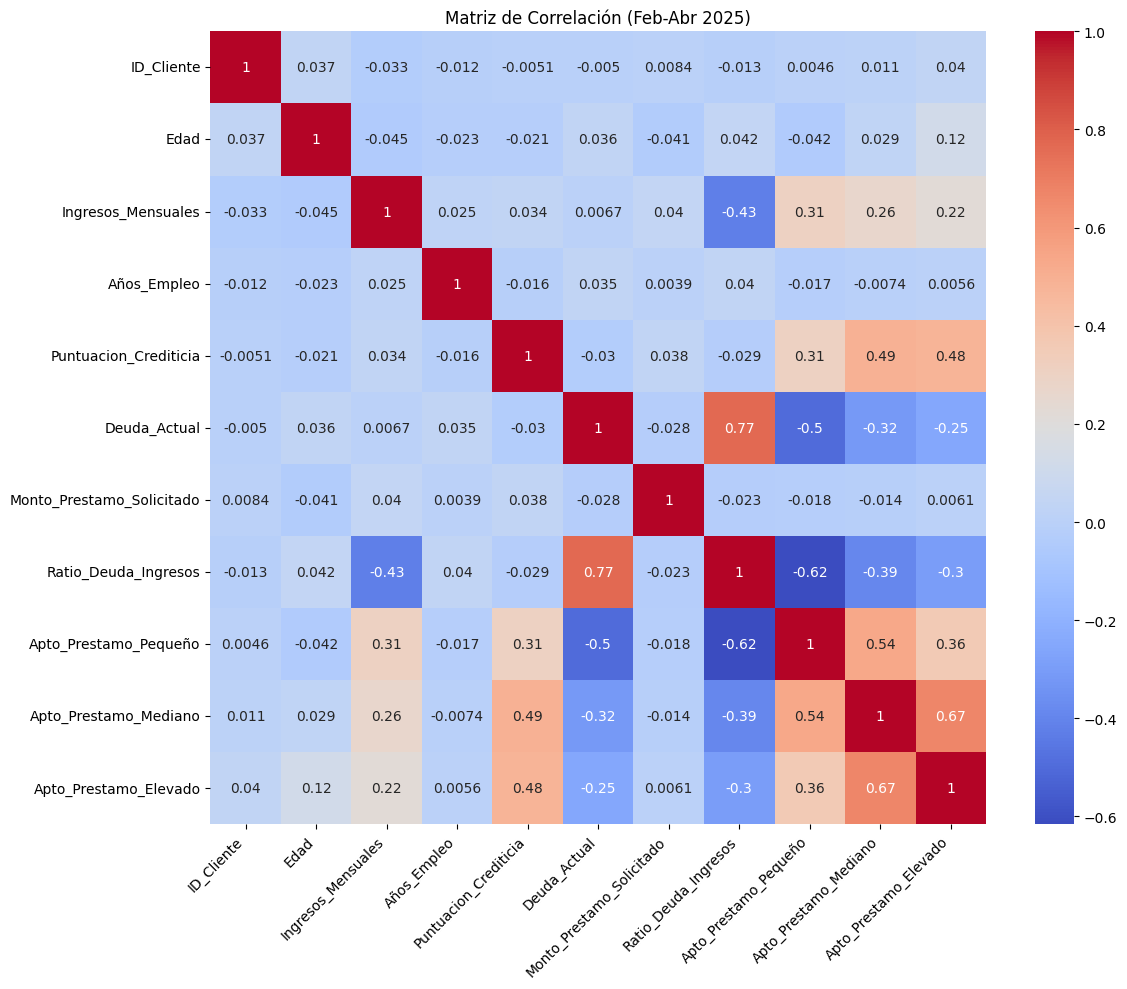 Matriz de Correlación (Feb-Abr 2025)
ID_Cliente 1 0.037 -0.033 -0.012 -0.0051 -0.005 0.0084 -0.013 0.0046 0.011 0.04
Edad 0.037 1 -0.045 -0.023 -0.021 0.036 -0.041 0.042 -0.042 0.029 0.12
Ingresos_Mensuales -0.033 -0.045 1 0.025 0.034 0.0067 0.04 -0.43 0.31 0.26 0.22
Años_Empleo -0.012 -0.023 0.025 1 -0.016 0.035 0.0039 0.04 -0.017 -0.0074 0.0056
Puntuacion_Crediticia -0.0051 -0.021 0.034 -0.016 1 -0.03 0.038 -0.029 0.31 0.49 0.48
Deuda_Actual -0.005 0.036 0.0067 0.035 -0.03 1 -0.028 0.77 -0.5 -0.32 -0.25
Monto_Prestamo_Solicitado 0.0084 -0.041 0.04 0.0039 0.038 -0.028 1 -0.023 -0.018 -0.014 0.0061
Ratio_Deuda_Ingresos -0.013 0.042 -0.43 0.04 -0.029 0.77 -0.023 1 -0.62 -0.39 -0.3
Apto_Prestamo_Pequeño 0.0046 -0.042 0.31 -0.017 0.31 -0.5 -0.018 -0.62 1 0.54 0.36
Apto_Prestamo_Mediano 0.011 0.029 0.26 -0.0074 0.49 -0.32 -0.014 -0.39 0.54 1 0.67
Apto_Prestamo_Elevado 0.04 0.12 0.22 0.0056 0.48 -0.25 0.0061 -0.3 0.36 0.67 1
ID_Cliente
Edad
Ingresos_Mensuales
Años_Empleo
Puntuacion_Crediticia
Deuda_Actual
Monto_Prestamo_Solicitado
Ratio_Deuda_Ingresos
Apto_Prestamo_Pequeño
Apto_Prestamo_Mediano
Apto_Prestamo_Elevado
1.0
0.8
0.6
0.4
0.2
0.0
−0.2
−0.4
−0.6